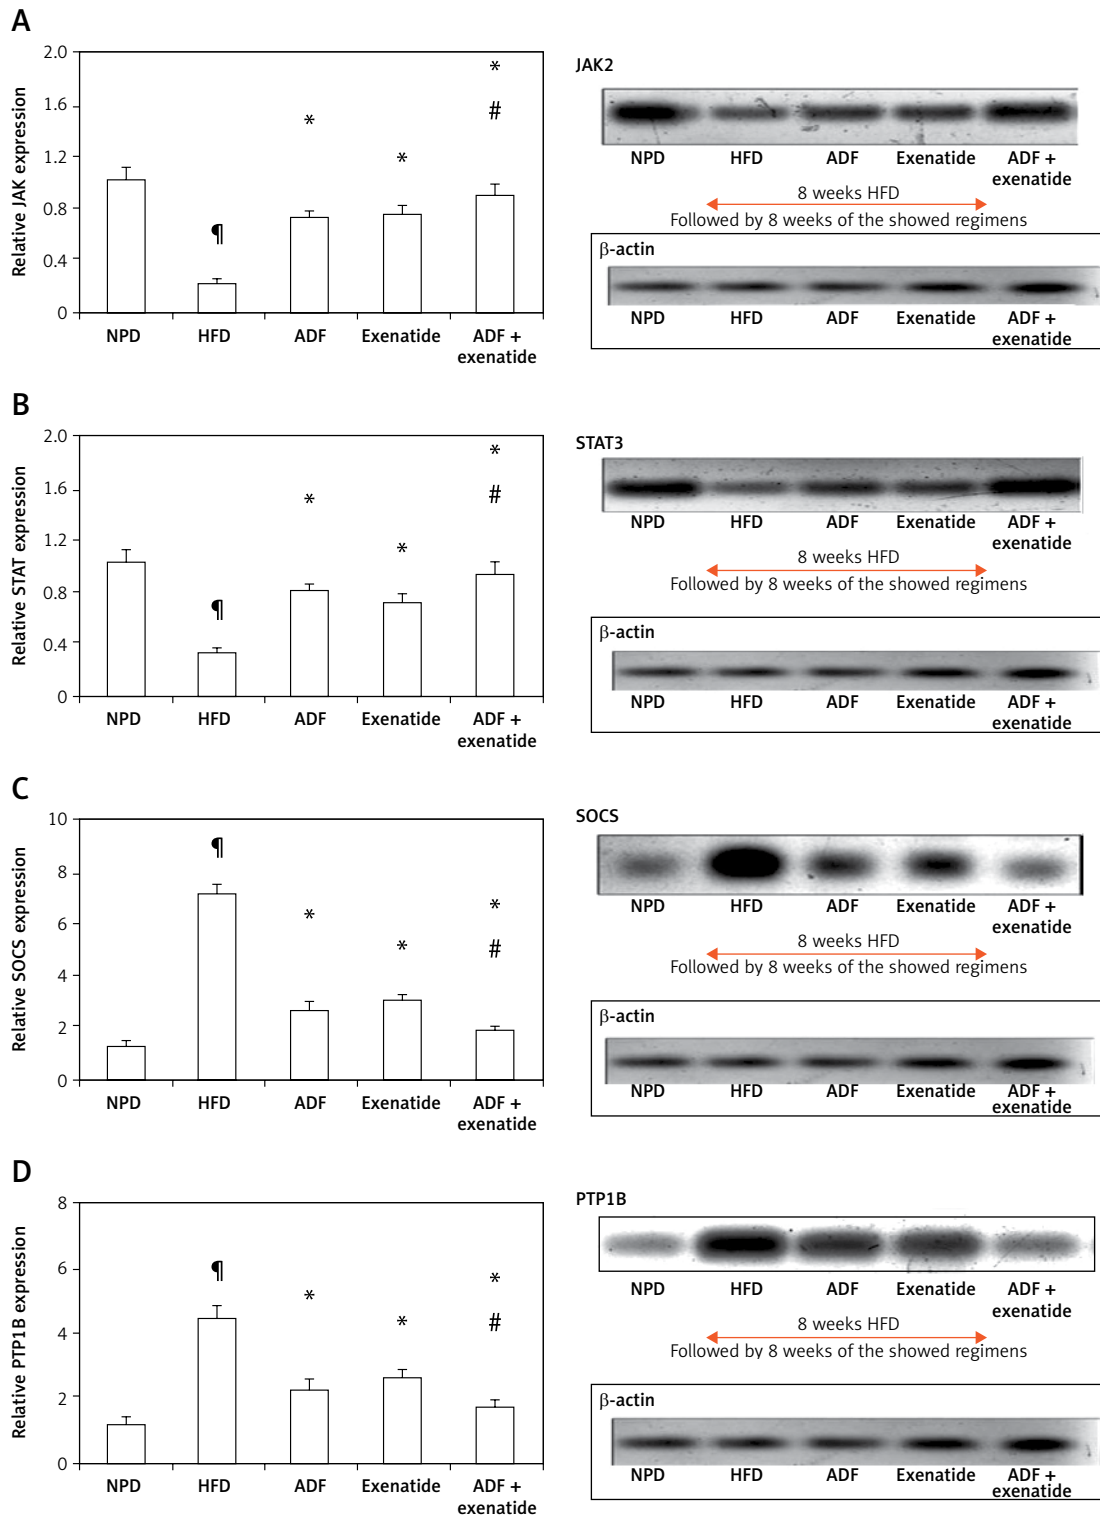 A
Relative JAK expression
2.0
1.6
1.2
0.8
0.4
0
¶
*
*
*
#
NPD HFD ADF Exenatide ADF +
exenatide
JAK2
NPD HFD ADF Exenatide ADF +
exenatide
8 weeks HFD
Followed by 8 weeks of the showed regimens
β-actin
NPD HFD ADF Exenatide ADF +
exenatide
B
Relative STAT expression
2.0
1.6
1.2
0.8
0.4
0
¶
*
*
*
#
NPD HFD ADF Exenatide ADF +
exenatide
STAT3
NPD HFD ADF Exenatide ADF +
exenatide
8 weeks HFD
Followed by 8 weeks of the showed regimens
β-actin
NPD HFD ADF Exenatide ADF +
exenatide
C
Relative SOCS expression
10
8
6
4
2
0
¶
*
*
*
#
NPD HFD ADF Exenatide ADF +
exenatide
SOCS
NPD HFD ADF Exenatide ADF +
exenatide
8 weeks HFD
Followed by 8 weeks of the showed regimens
β-actin
NPD HFD ADF Exenatide ADF +
exenatide
D
Relative PTP1B expression
8
6
4
2
0
¶
*
*
*
#
NPD HFD ADF Exenatide ADF +
exenatide
PTP1B
NPD HFD ADF Exenatide ADF +
exenatide
8 weeks HFD
Followed by 8 weeks of the showed regimens
β-actin
NPD HFD ADF Exenatide ADF +
exenatide